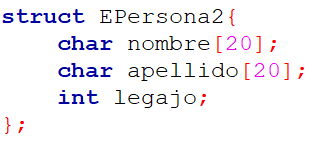 struct EPersona2{
    char nombre[20];
    char apellido[20];
    int legajo;
};